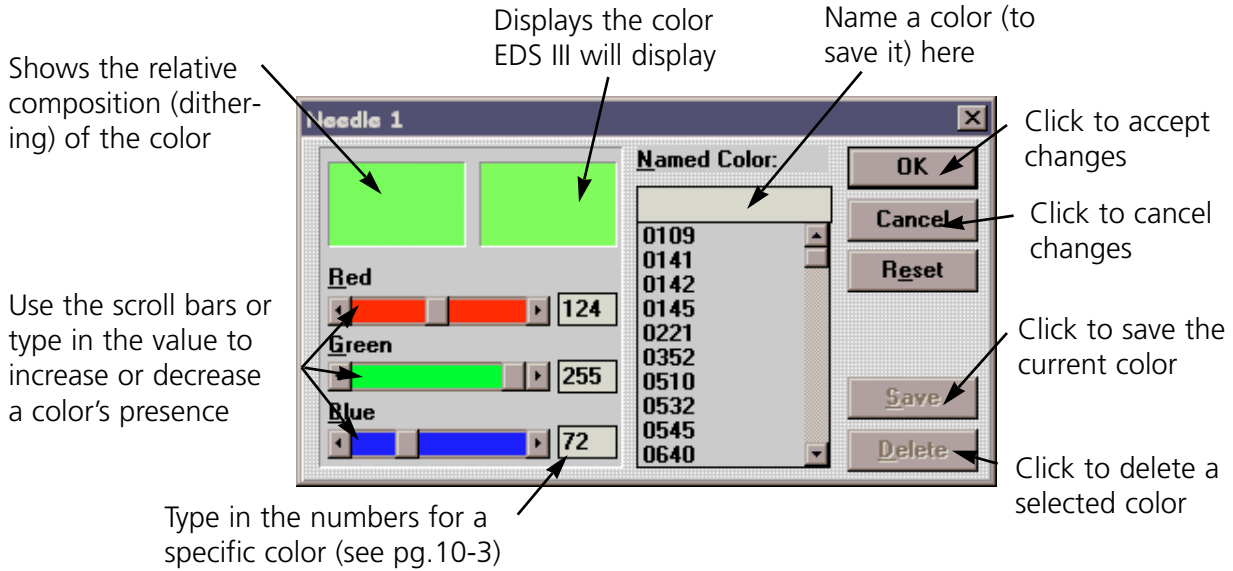 Shows the relative
composition (dither-
ing) of the color
Displays the color
EDS III will display
Name a color (to
save it) here
Needle 1
Named Color:
OK
Cancel
Reset
Click to accept
changes
Click to cancel
changes
0109
0141
0142
0145
0221
0352
0510
0532
0545
0640
Red
124
Green
255
Blue
72
Use the scroll bars or
type in the value to
increase or decrease
a color's presence
Save
Delete
Click to save the
current color
Click to delete a
selected color
Type in the numbers for a
specific color (see pg.10-3)